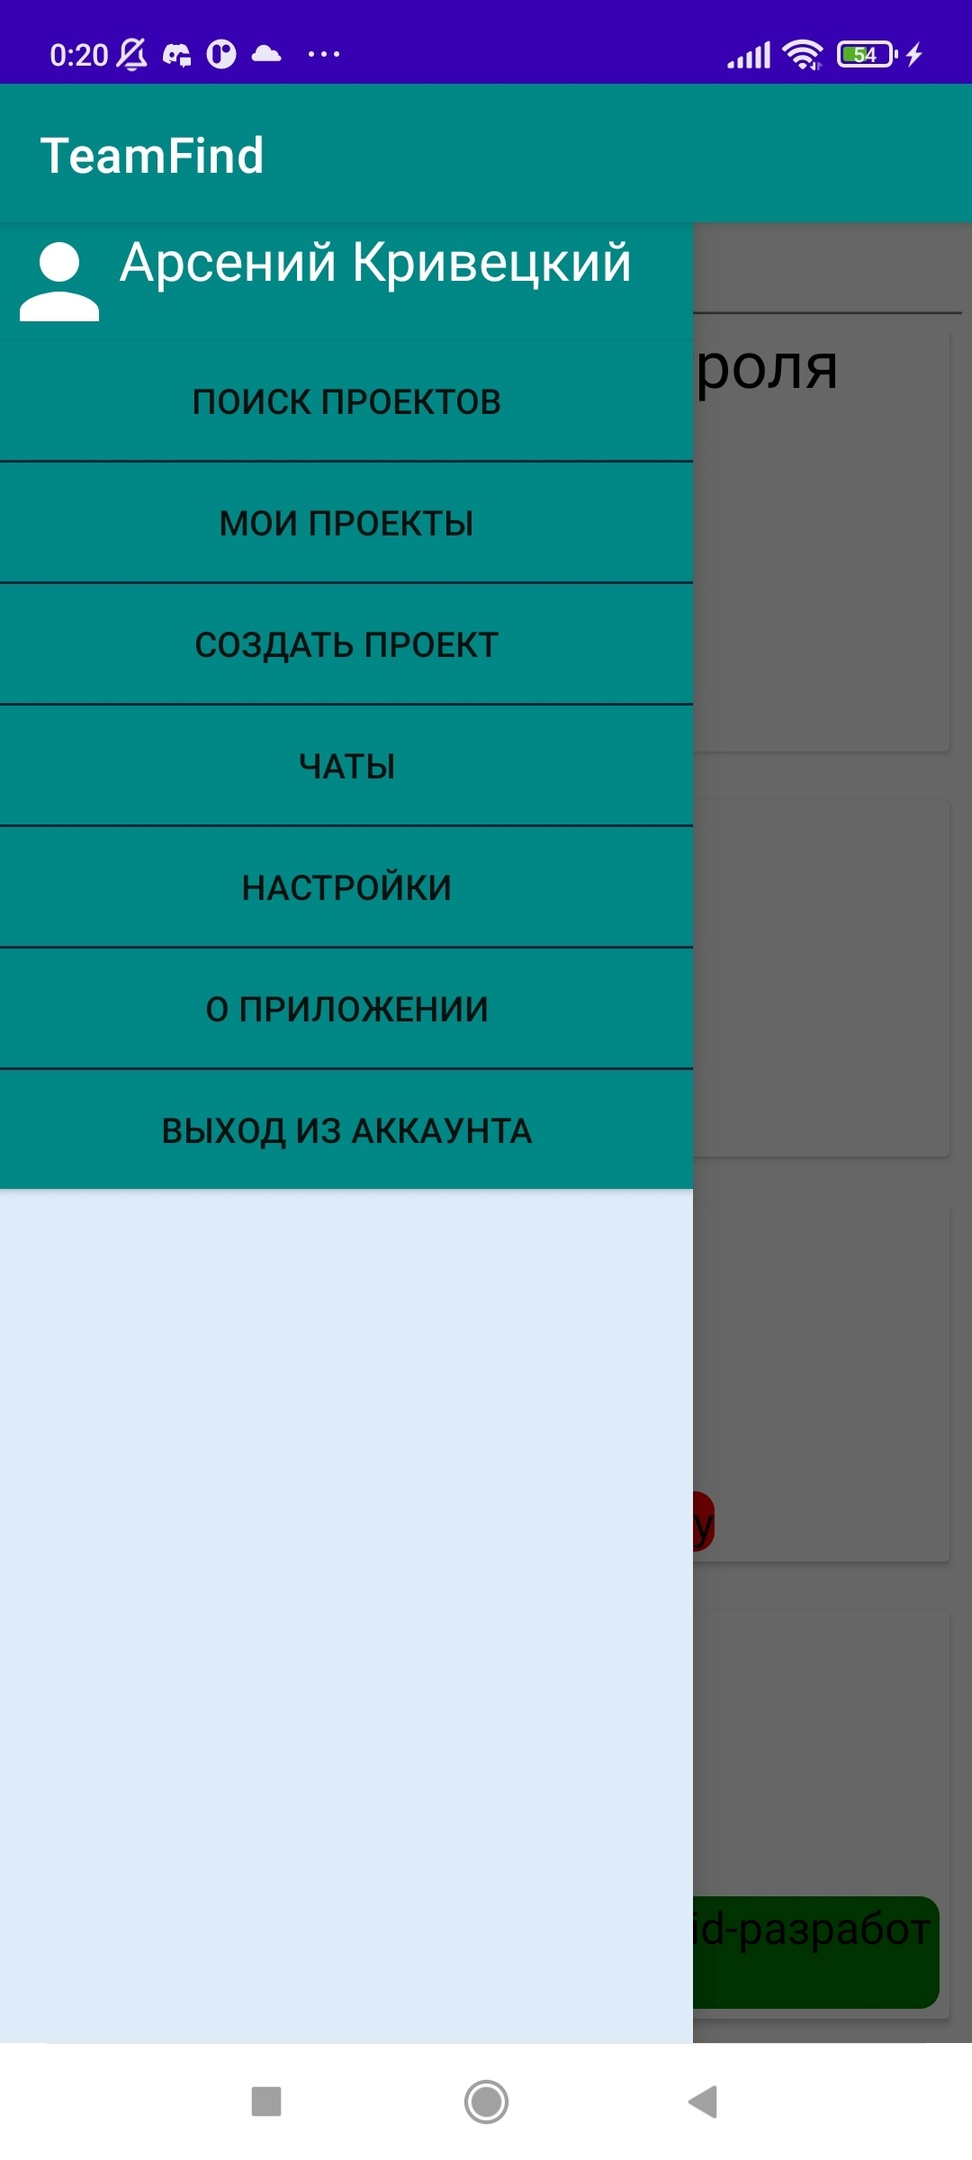 0:20
54
TeamFind
Арсений Кривецкий
роля
ПОИСК ПРОЕКТОВ
МОИ ПРОЕКТЫ
СОЗДАТЬ ПРОЕКТ
ЧАТЫ
НАСТРОЙКИ
О ПРИЛОЖЕНИИ
ВЫХОД ИЗ АККАУНТА
у
id-разработ